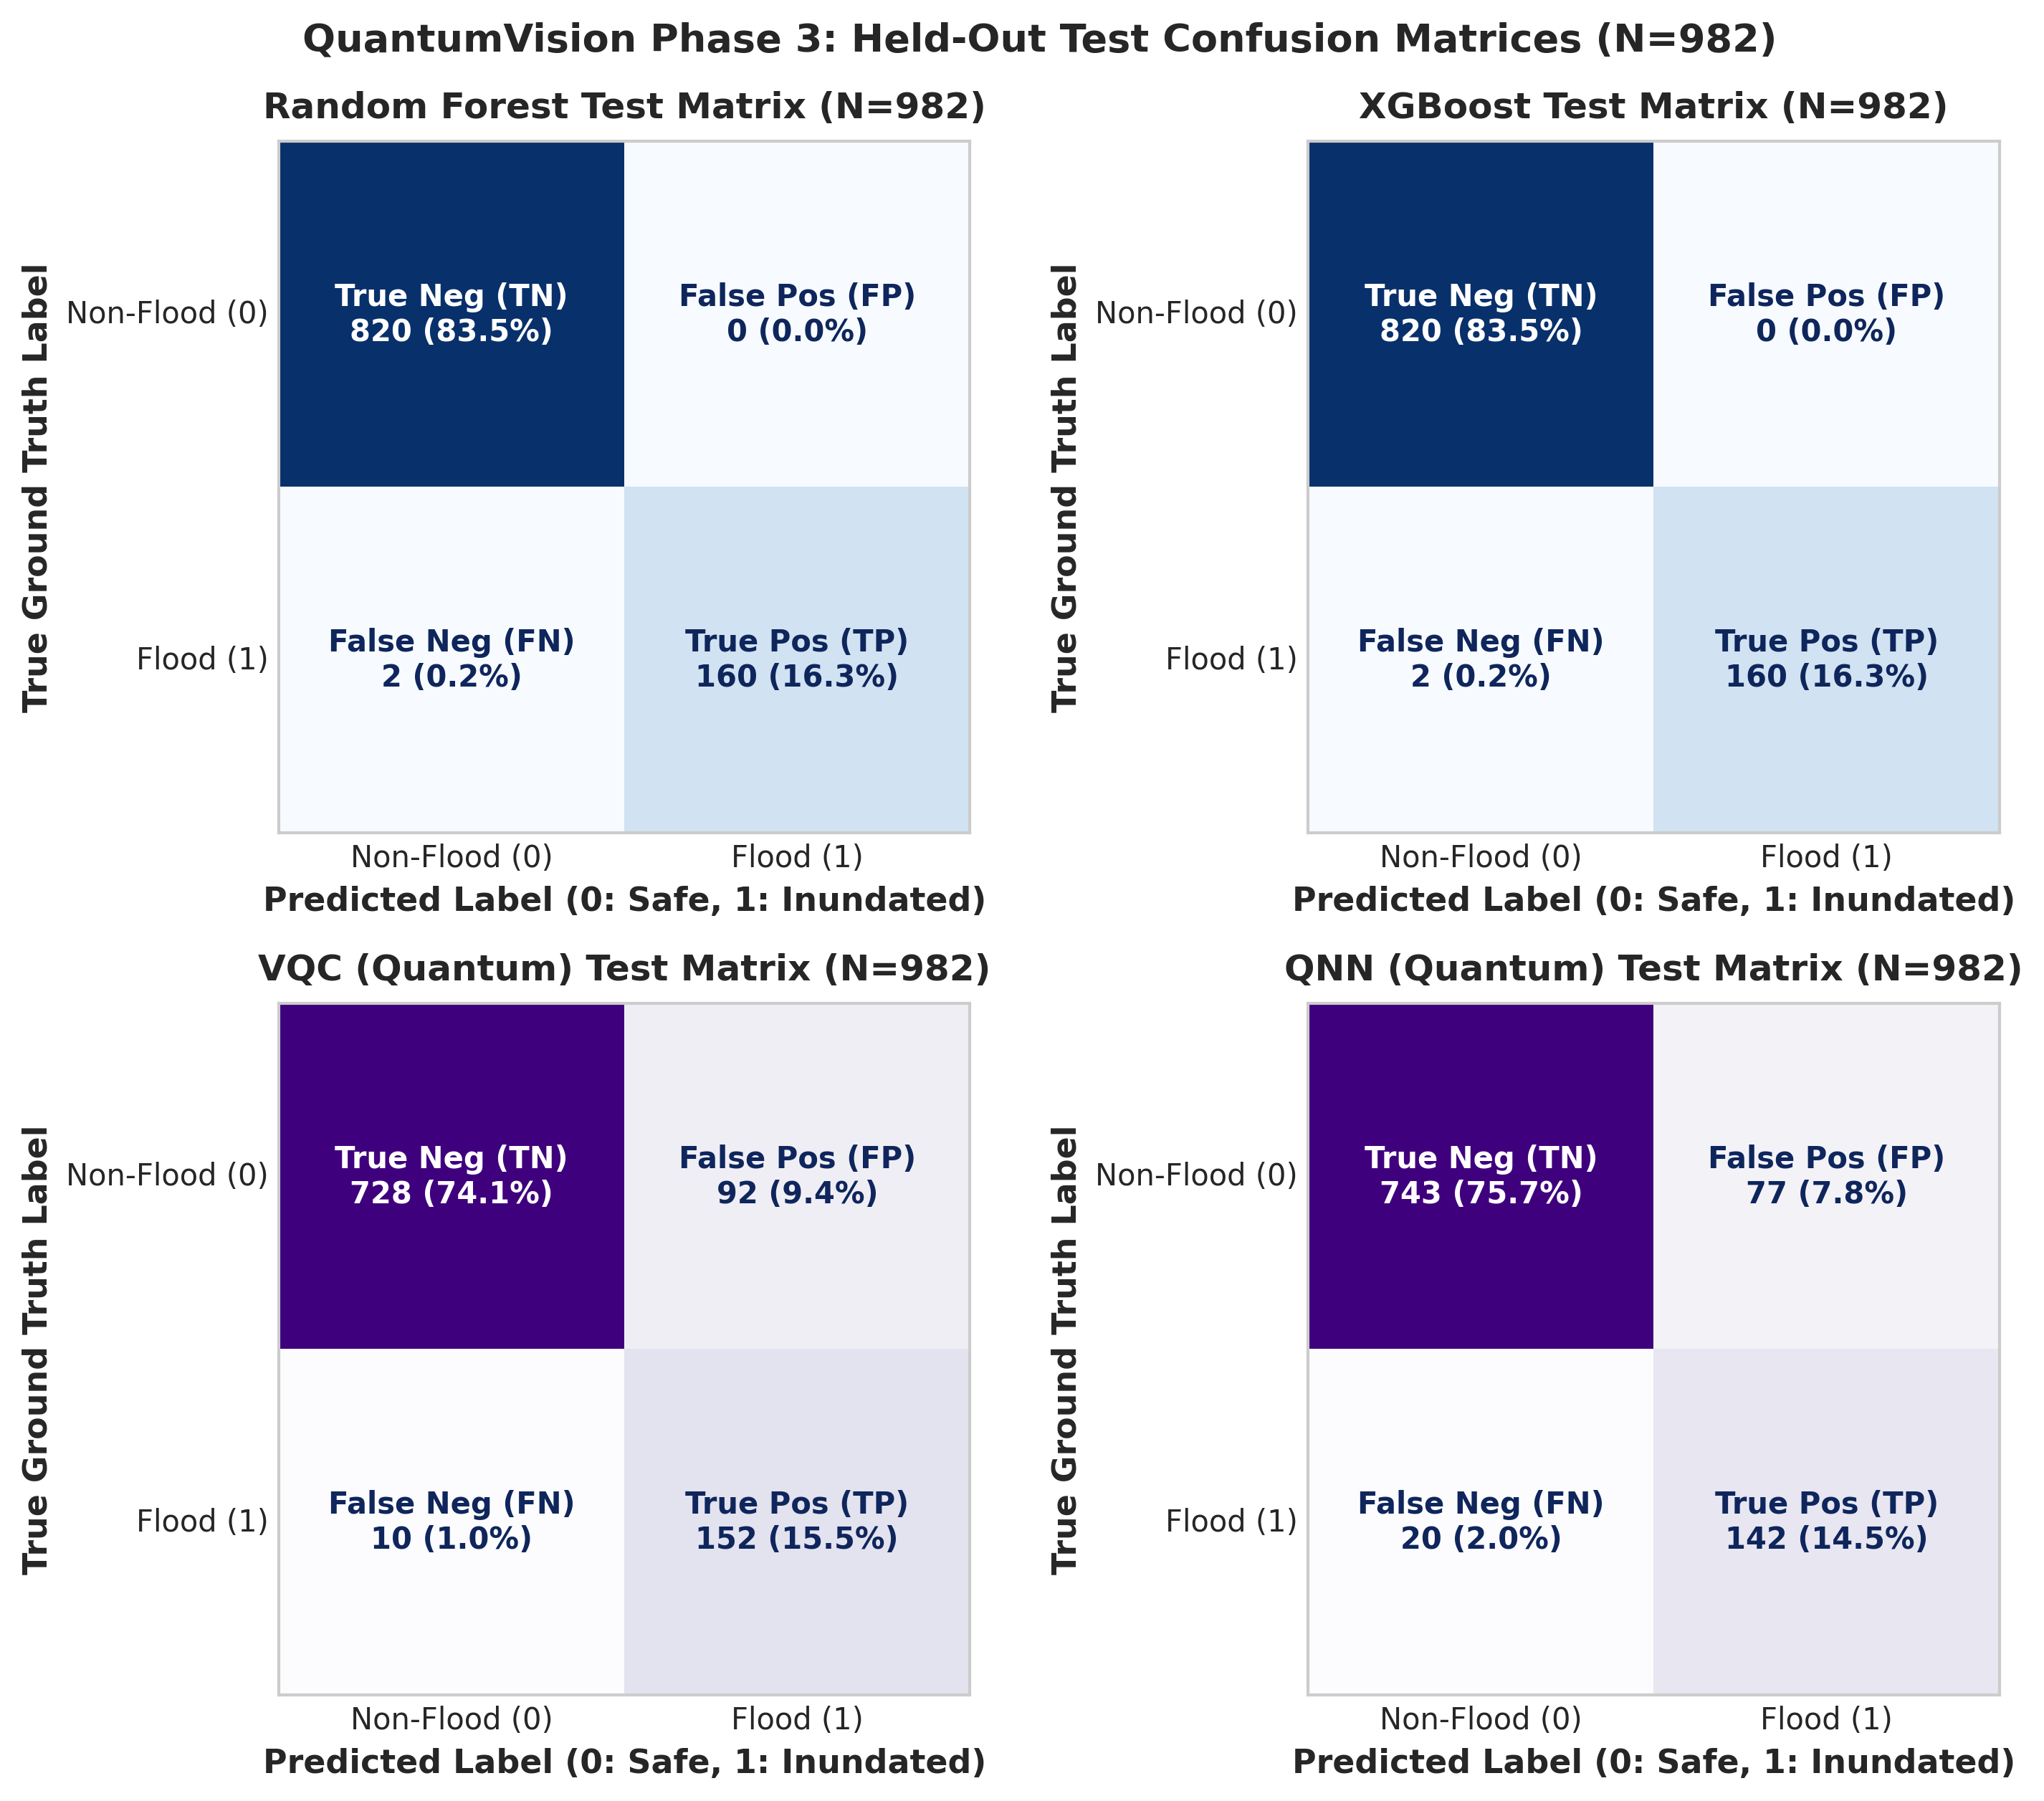 QuantumVision Phase 3: Held-Out Test Confusion Matrices (N=982)
Random Forest Test Matrix (N=982)
True Ground Truth Label
Non-Flood (0)
Flood (1)
True Neg (TN)
820 (83.5%)
False Pos (FP)
0 (0.0%)
False Neg (FN)
2 (0.2%)
True Pos (TP)
160 (16.3%)
Non-Flood (0)
Flood (1)
Predicted Label (0: Safe, 1: Inundated)
XGBoost Test Matrix (N=982)
True Ground Truth Label
Non-Flood (0)
Flood (1)
True Neg (TN)
820 (83.5%)
False Pos (FP)
0 (0.0%)
False Neg (FN)
2 (0.2%)
True Pos (TP)
160 (16.3%)
Non-Flood (0)
Flood (1)
Predicted Label (0: Safe, 1: Inundated)
VQC (Quantum) Test Matrix (N=982)
True Ground Truth Label
Non-Flood (0)
Flood (1)
True Neg (TN)
728 (74.1%)
False Pos (FP)
92 (9.4%)
False Neg (FN)
10 (1.0%)
True Pos (TP)
152 (15.5%)
Non-Flood (0)
Flood (1)
Predicted Label (0: Safe, 1: Inundated)
QNN (Quantum) Test Matrix (N=982)
True Ground Truth Label
Non-Flood (0)
Flood (1)
True Neg (TN)
743 (75.7%)
False Pos (FP)
77 (7.8%)
False Neg (FN)
20 (2.0%)
True Pos (TP)
142 (14.5%)
Non-Flood (0)
Flood (1)
Predicted Label (0: Safe, 1: Inundated)